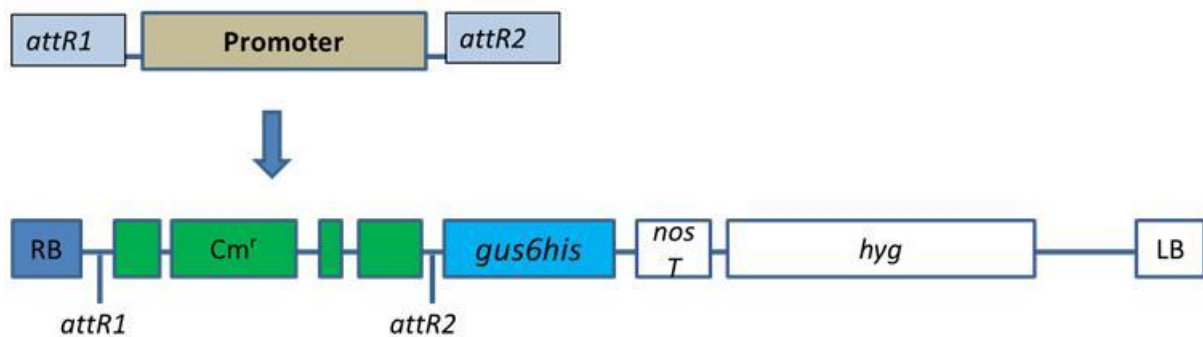 attR1 Promoter attR2
RB Cmʳ gus6his nos T hyg LB
attR1 attR2